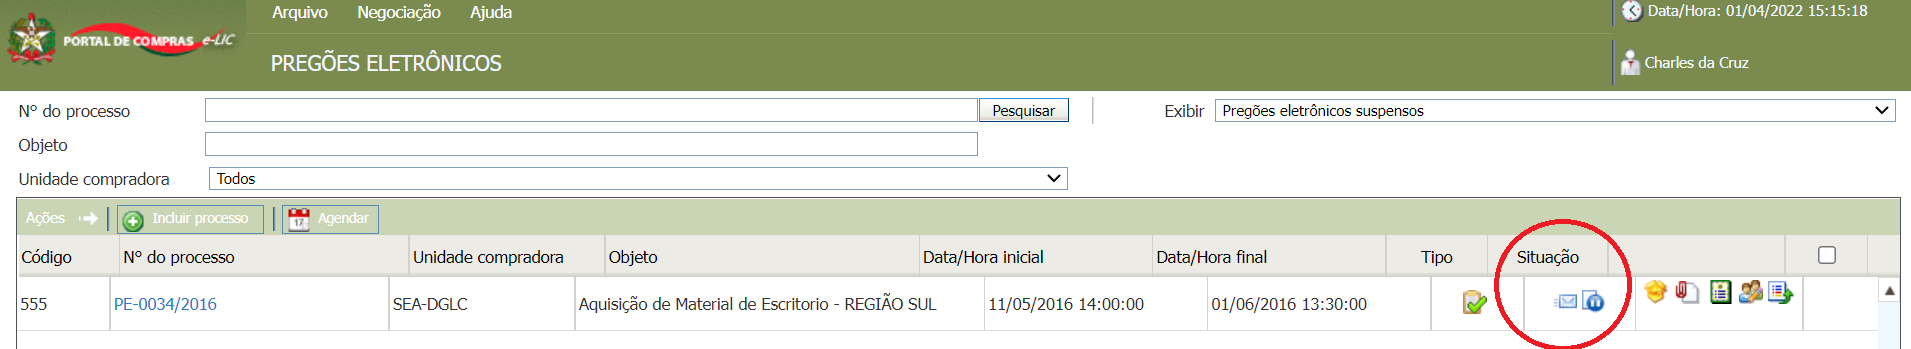 Arquivo Negociação Ajuda
Data/Hora: 01/04/2022 15:15:18
PORTAL DE COMPRAS e-LIC
PREGÕES ELETRÔNICOS
Charles da Cruz
Nº do processo Pesquisar Exibir Pregões eletrônicos suspensos
Objeto
Unidade compradora Todos
Ações Incluir processo 17 Agendar
Código Nº do processo Unidade compradora Objeto Data/Hora inicial Data/Hora final Tipo Situação
555 PE-0034/2016 SEA-DGLC Aquisição de Material de Escritorio - REGIÃO SUL 11/05/2016 14:00:00 01/06/2016 13:30:00